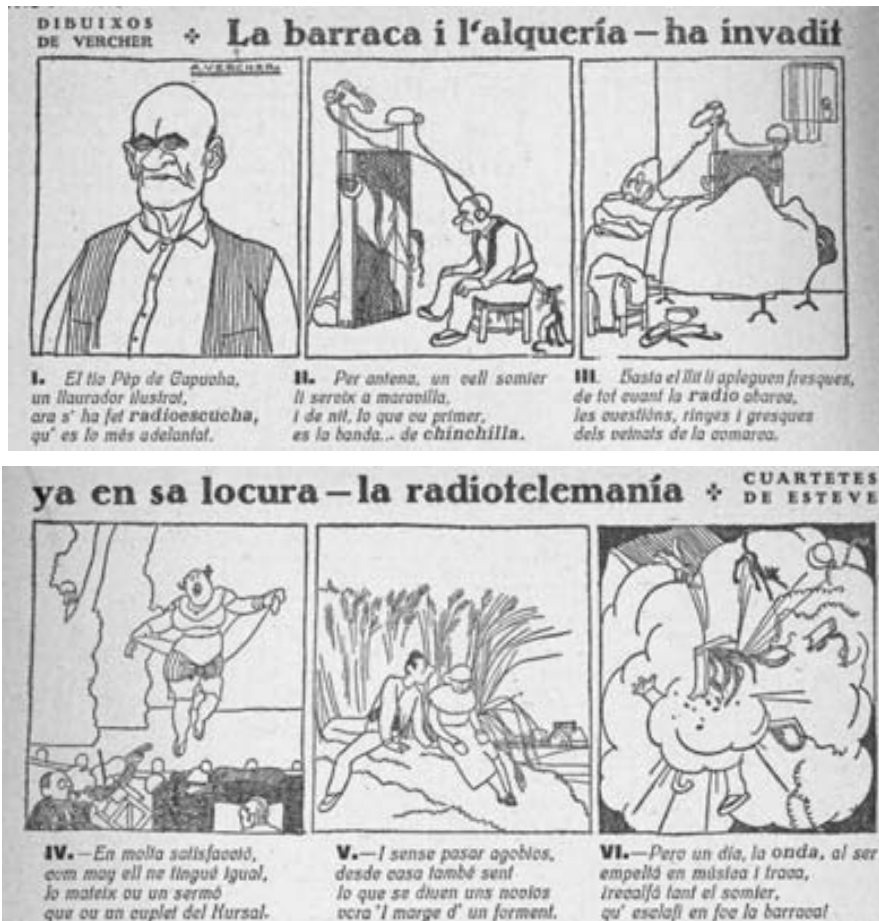 DIBUIXOS
DE VERCHER
La barraca i l'alquería — ha invadit
A. VERCHER
I. El tio Pèp de Gapucha,
un llaurador ilustrat,
ara s' ha fet radioescucha,
qu' es lo més adelantat.
II. Per antena, un vell somier
li serveix a maravilla,
i de nit, lo que ou primer,
es la banda... de chinchilla.
III. Hasta el llit li apleguen fresques,
de tot cuant la radio abarca,
les cuestións, rinyes i gresques
dels veinats de la comarca.
ya en sa locura — la radiotelemanía
CUARTETES
DE ESTEVE
IV.—En molta satisfacció,
com may ell ne tingué igual,
lo mateix ou un sermó
que ou un cuplet del Kursal.
V.—I sense pasar agobios,
desde casa també sent
lo que se diuen uns novios
vora 'l marge d' un forment.
VI.—Pero un dia, la onda, al ser
empeltá en música i traca,
recalfá tant el somier,
qu' esclafí en foc la barraca!